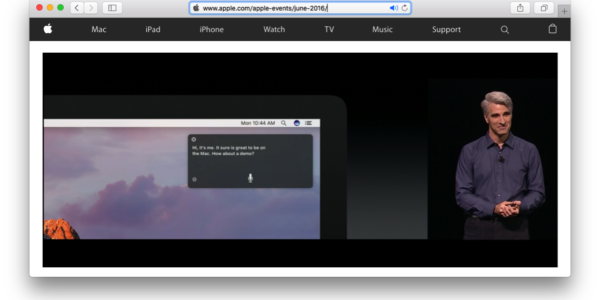 www.apple.com/apple-events/june-2016/
Mac iPad iPhone Watch TV Music Support
Mon 10:44 AM
Hi, it's me. It sure is great to be on
the Mac. How about a demo?